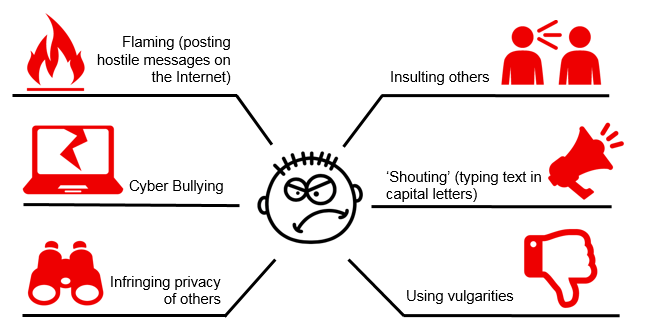 Flaming (posting
hostile messages on
the Internet)
Insulting others
Cyber Bullying
‘Shouting’ (typing text in
capital letters)
Infringing privacy
of others
Using vulgarities